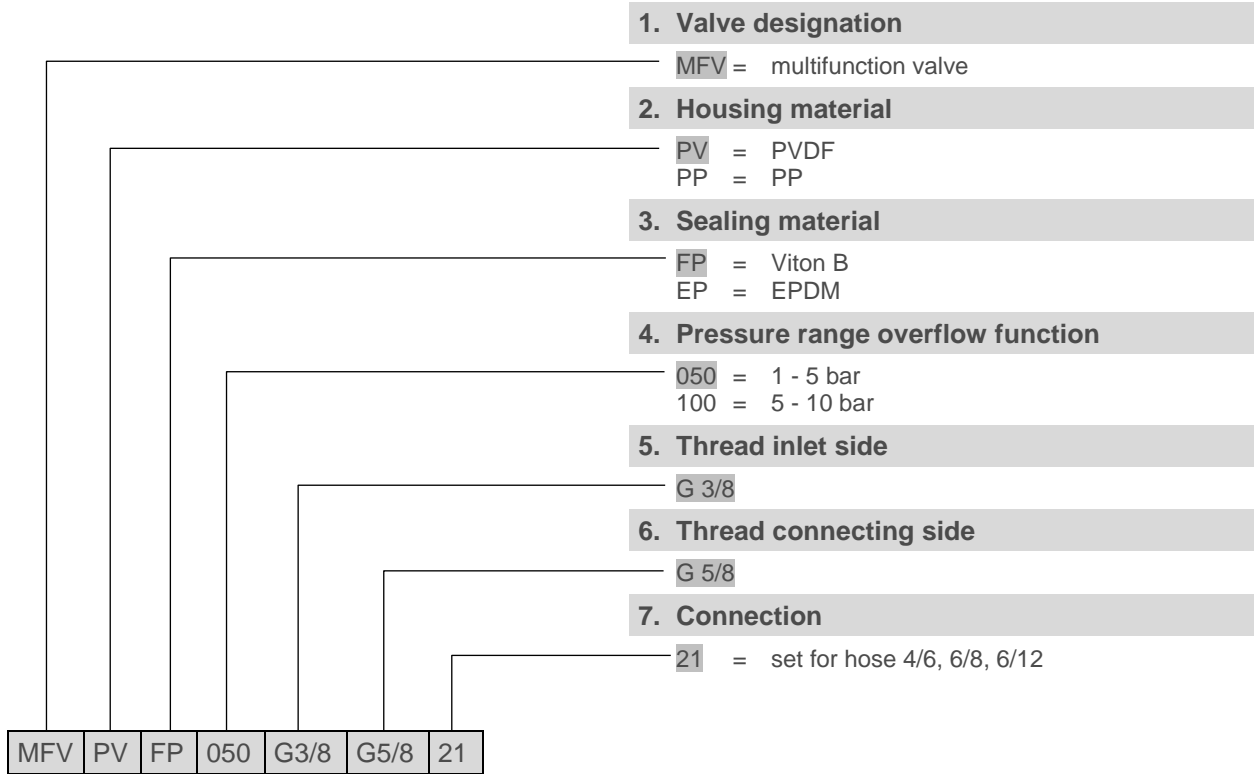 1. Valve designation
MFV = multifunction valve
2. Housing material
PV = PVDF
PP = PP
3. Sealing material
FP = Viton B
EP = EPDM
4. Pressure range overflow function
050 = 1 - 5 bar
100 = 5 - 10 bar
5. Thread inlet side
G 3/8
6. Thread connecting side
G 5/8
7. Connection
21 = set for hose 4/6, 6/8, 6/12
MFV PV FP 050 G3/8 G5/8 21